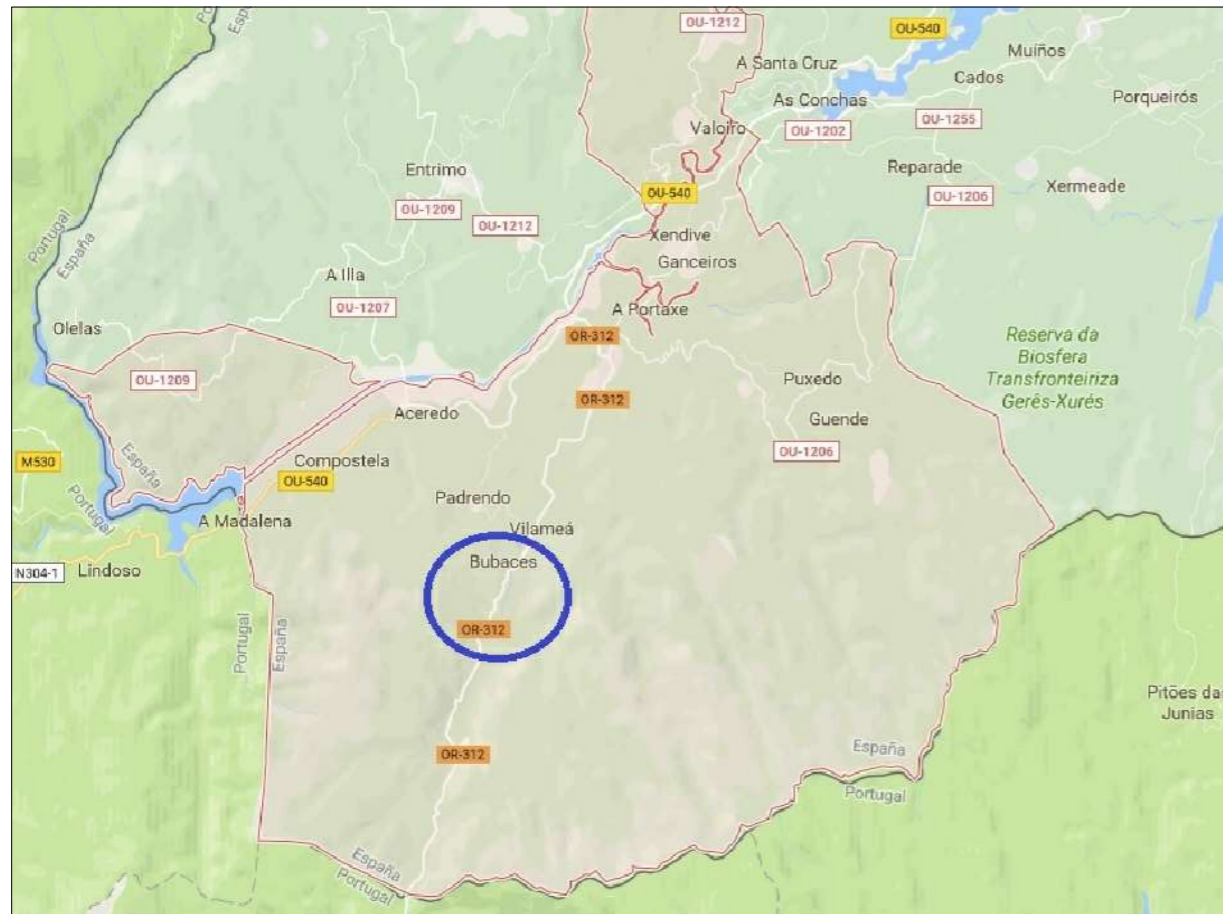 Esp
OU-1212
OU-540
Muíños
A Santa Cruz
Cados
As Conchas
Porqueirós
OU-1255
Valoiro
OU-1202
Entrimo
Reparade
Xermeade
OU-540
OU-1206
OU-1209
OU-1212
Portugal
España
Xendive
Ganceiros
A Illa
OU-1207
A Portaxe
Olelas
OR-312
Reserva da
Biosfera
Transfronteiriza
Gerês-Xurés
OU-1209
Puxedo
OR-312
Aceredo
Guende
OU-1206
M530
España
Compostela
OU-540
Padrendo
Portugal
A Madalena
Vilameá
Bubaces
N304-1
Lindoso
OR-312
Portugal
España
Pitões das
Junias
OR-312
España
Portugal
España
Portugal